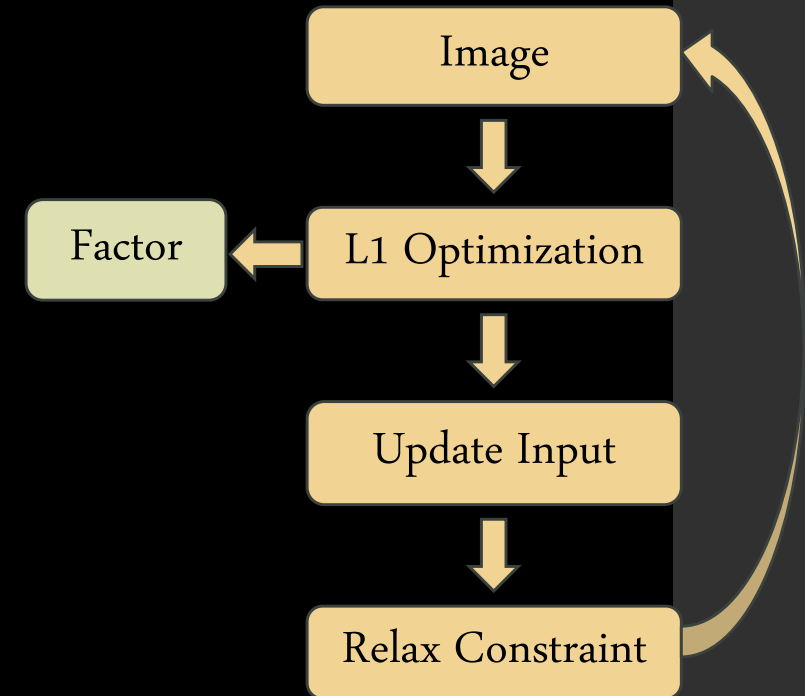 Image
Factor
L1 Optimization
Update Input
Relax Constraint